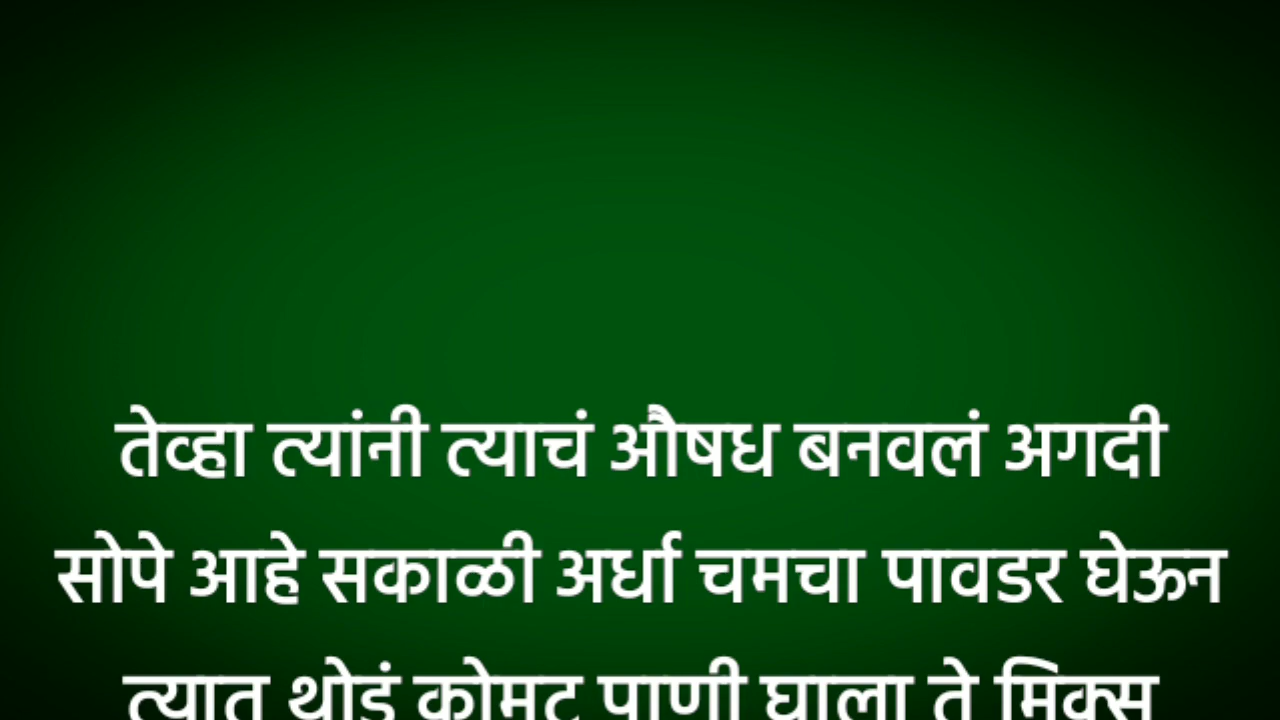 तेव्हा त्यांनी त्याचं औषध बनवलं अगदी
सोपे आहे सकाळी अर्धा चमचा पावडर घेऊन
त्यात थोडं कोमट पाणी घाला ते मिक्स